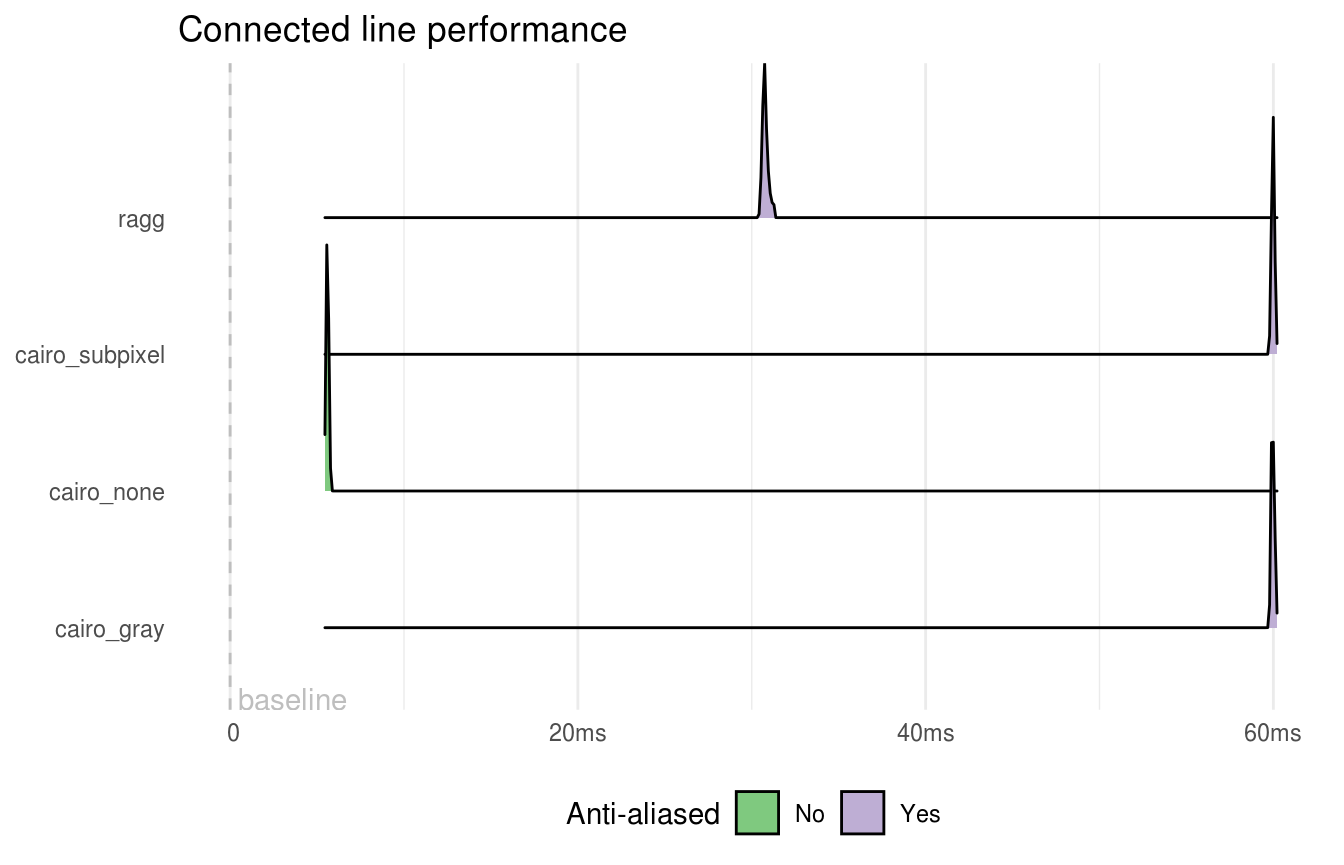 Connected line performance
ragg
cairo_subpixel
cairo_none
cairo_gray
baseline
0 20ms 40ms 60ms
Anti-aliased No Yes